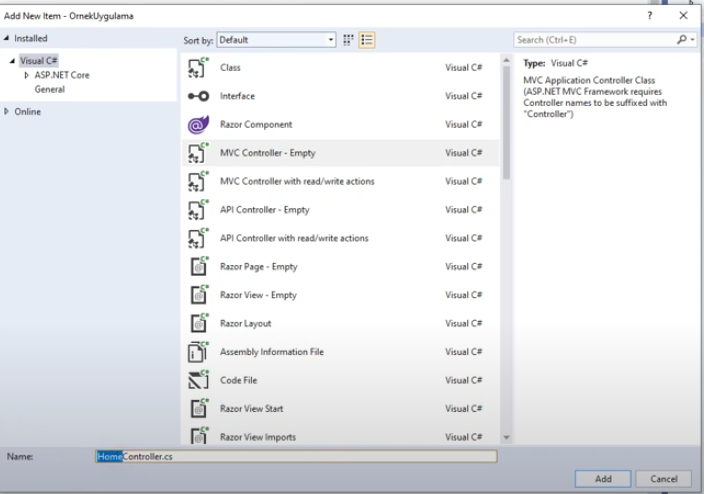 Add New Item - OrnekUygulama
? ×
Installed
Sort by: Default
Search (Ctrl+E)
Visual C#
ASP.NET Core
General
Online
Class Visual C#
Interface Visual C#
Razor Component Visual C#
MVC Controller - Empty Visual C#
MVC Controller with read/write actions Visual C#
API Controller - Empty Visual C#
API Controller with read/write actions Visual C#
Razor Page - Empty Visual C#
Razor View - Empty Visual C#
Razor Layout Visual C#
Assembly Information File Visual C#
Code File Visual C#
Razor View Start Visual C#
Razor View Imports Visual C#
Type: Visual C#
MVC Application Controller Class
(ASP.NET MVC Framework requires
Controller names to be suffixed with
"Controller")
Name: HomeController.cs
Add Cancel